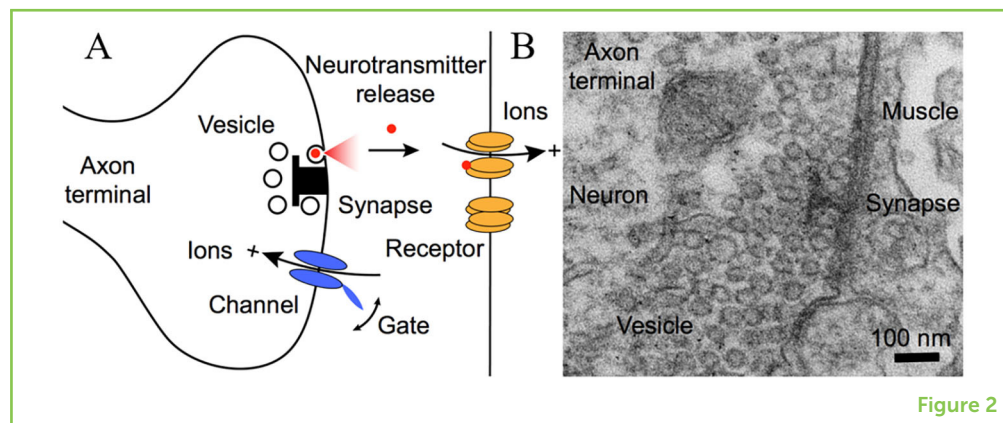 A
Neurotransmitter
release
Vesicle
Axon
terminal
Synapse
Ions
+
Channel
Gate
Receptor
Ions
+
B
Axon
terminal
Muscle
Neuron
Synapse
Vesicle
100 nm
Figure 2